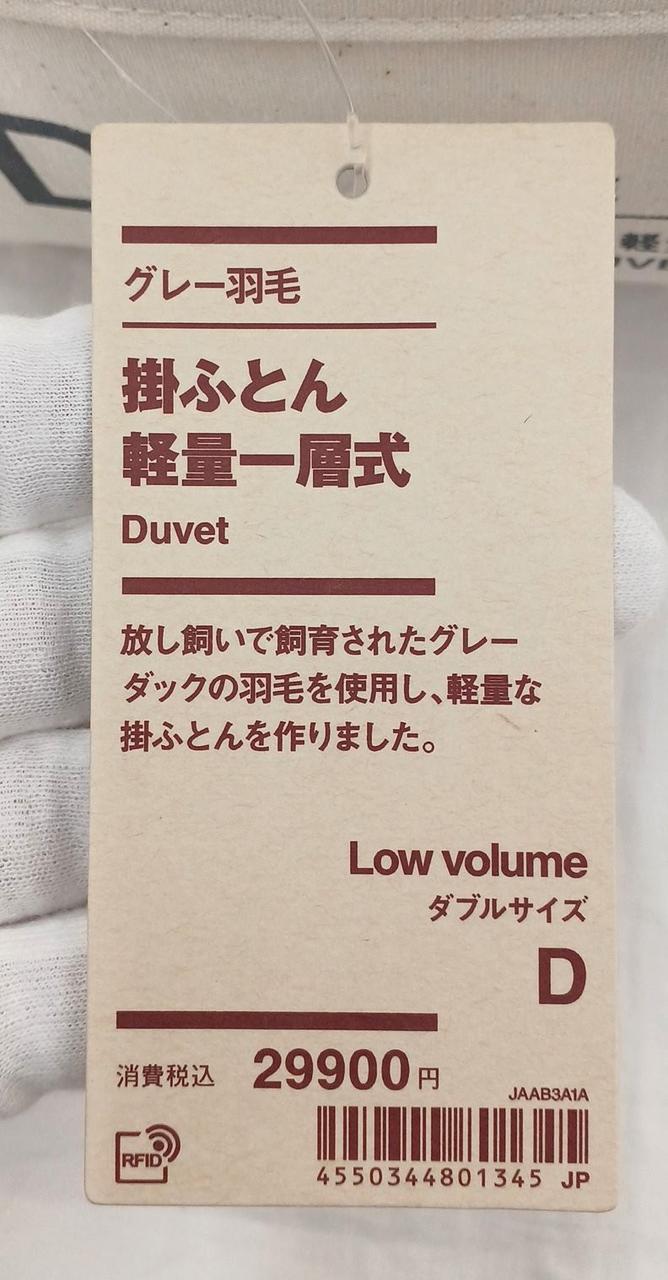 グレー羽毛
掛ふとん
軽量一層式
Duvet
放し飼いで飼育されたグレー
ダックの羽毛を使用し、軽量な
掛ふとんを作りました。
Low volume
ダブルサイズ
D
消費税込 29900円
JAAB3A1A
RFID
4550344801345 JP
軽